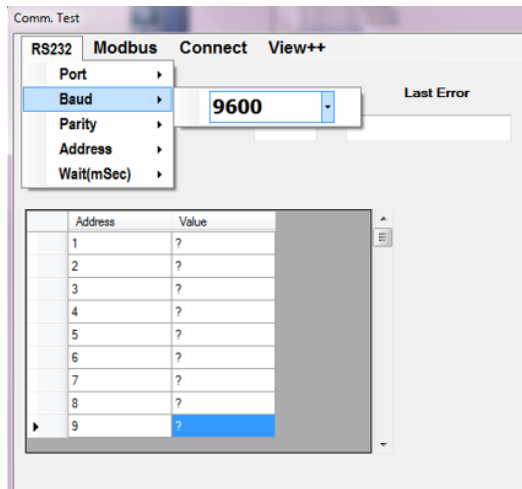 Comm. Test
RS232 Modbus Connect View++
Port
Baud
9600
Last Error
Parity
Address
Wait(mSec)
Address Value
1 ?
2 ?
3 ?
4 ?
5 ?
6 ?
7 ?
8 ?
9 ?